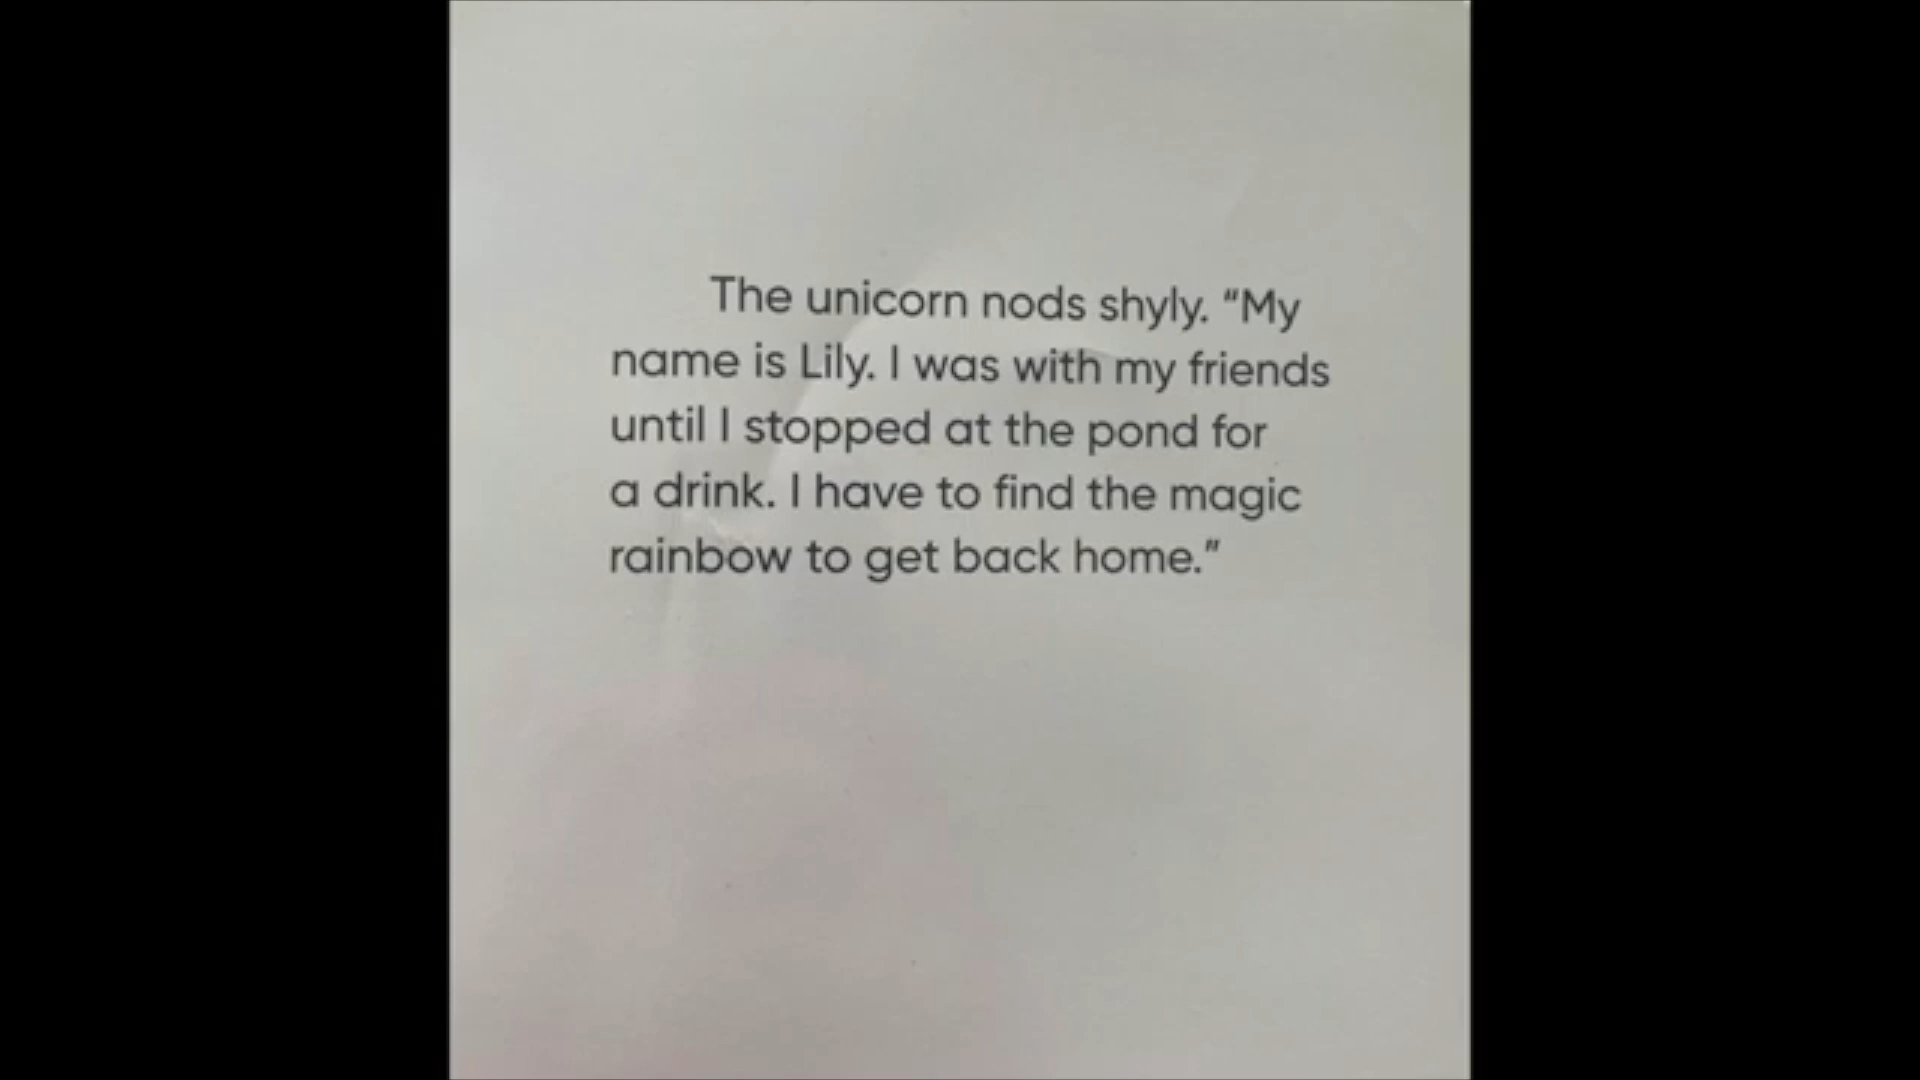 The unicorn nods shyly. “My
name is Lily. I was with my friends
until I stopped at the pond for
a drink. I have to find the magic
rainbow to get back home.”